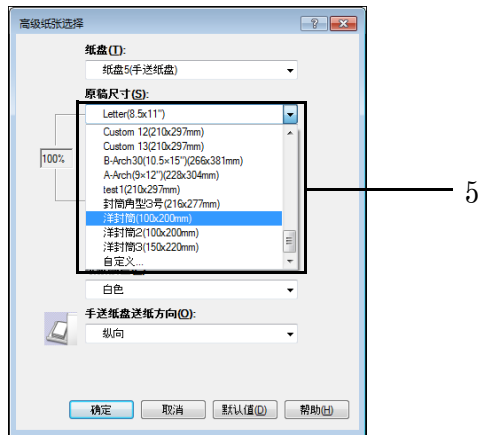 高级纸张选择
纸盘(T):
纸盘5(手送纸盘)
原稿尺寸(S):
Letter(8.5x11")
Custom 12(210x297mm)
Custom 13(210x297mm)
100%
B-Arch30(10.5×15")(266x381mm)
A-Arch(9×12")(228x304mm)
test1(210x297mm)
封筒角型3号(216x277mm)
5
洋封筒(100x200mm)
洋封筒2(100x200mm)
洋封筒3(150x220mm)
自定义...
白色
手送纸盘送纸方向(O):
纵向
确定
取消
默认值(D)
帮助(H)